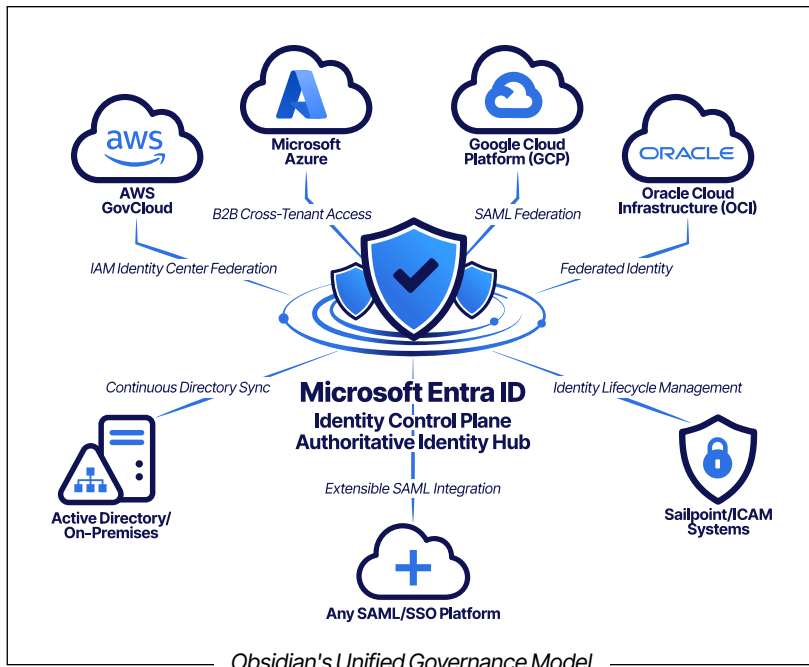 aws
AWS
GovCloud
Microsoft
Azure
Google Cloud
Platform (GCP)
ORACLE
Oracle Cloud
Infrastructure (OCI)
B2B Cross-Tenant Access
SAML Federation
IAM Identity Center Federation
Federated Identity
Continuous Directory Sync
Microsoft Entra ID
Identity Control Plane
Authoritative Identity Hub
Identity Lifecycle Management
Extensible SAML Integration
Active Directory/
On-Premises
Sailpoint/ICAM
Systems
Any SAML/SSO Platform
Obsidian's Unified Governance Model